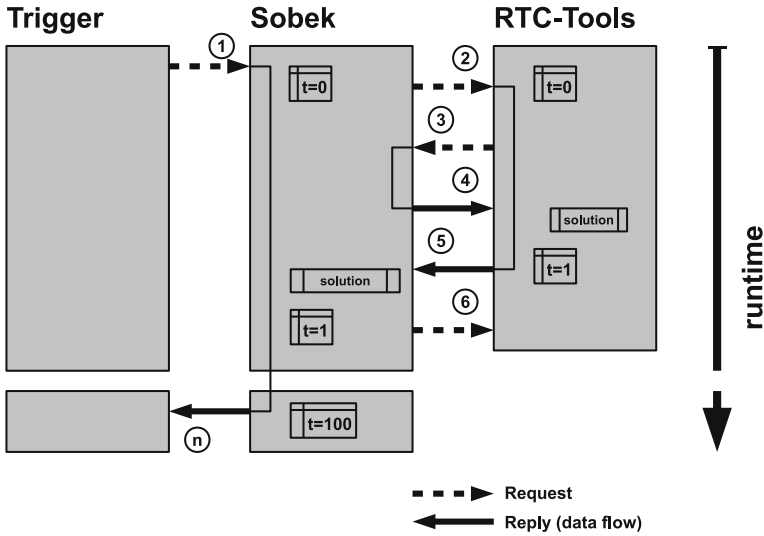 Trigger
Sobek
RTC-Tools
1
t=0
2
t=0
3
4
solution
5
t=1
solution
6
t=1
runtime
n
t=100
Request
Reply (data flow)